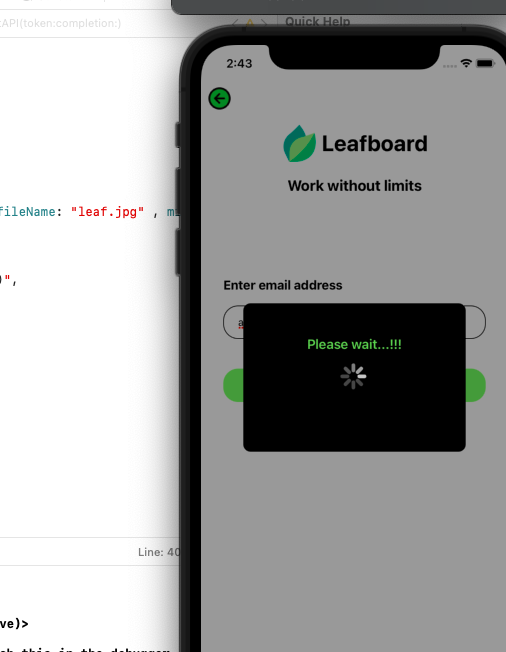 API(token:completion:)
Quick Help
2:43
Leafboard
Work without limits
fileName: "leaf.jpg" , m
)",
Enter email address
a
Please wait...!!!
Line: 40
ve)>
this in the debugger